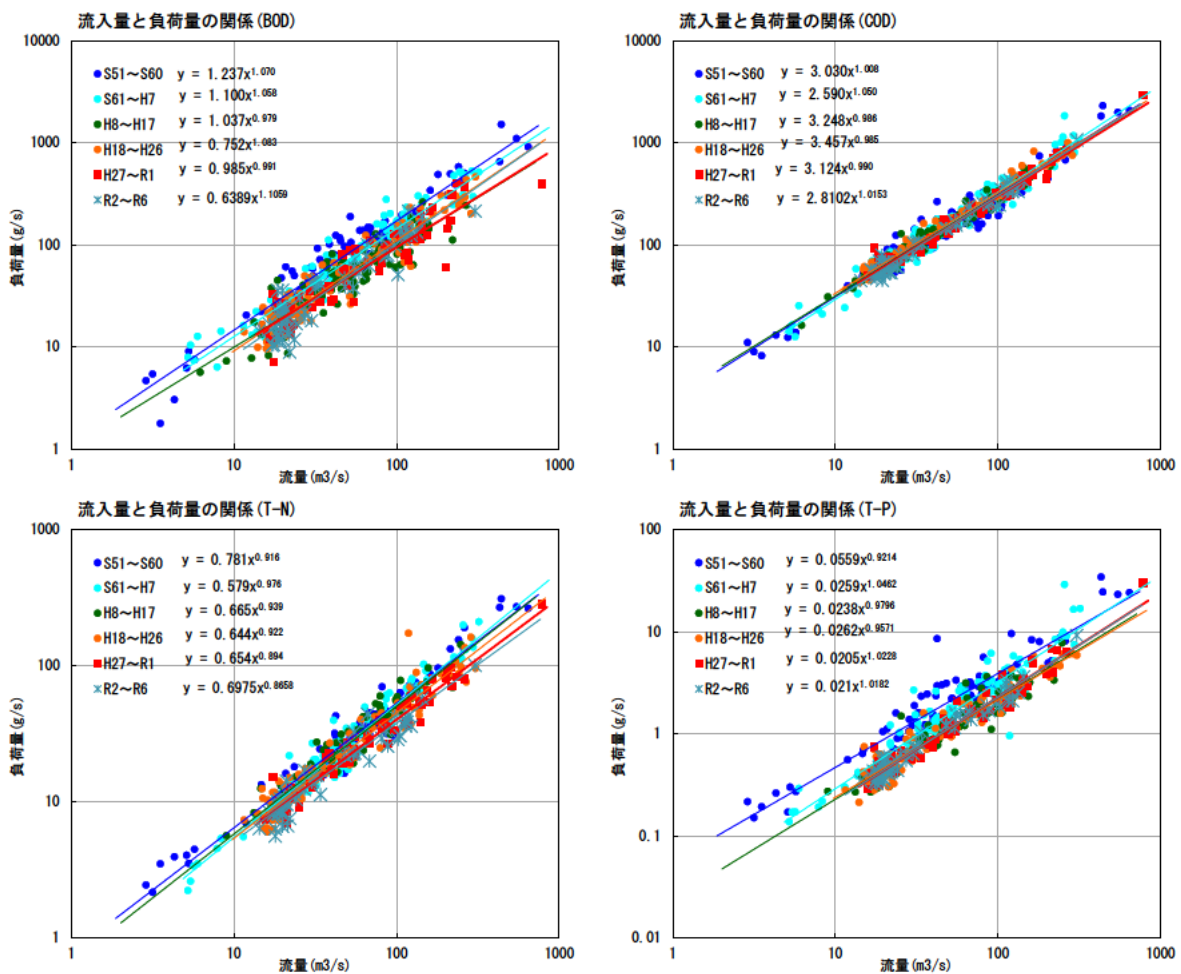 流入量と負荷量の関係(BOD)
10000
1000
100
10
1
負荷量(g/s)
S51～S60 y = 1.237x^1.070
S61～H7 y = 1.100x^1.058
H8～H17 y = 1.037x^0.979
H18～H26 y = 0.752x^1.083
H27～R1 y = 0.985x^0.991
R2～R6 y = 0.6389x^1.1059
1 10 100 1000
流量(m3/s)
流入量と負荷量の関係(COD)
10000
1000
100
10
1
負荷量(g/s)
S51～S60 y = 3.030x^1.008
S61～H7 y = 2.590x^1.050
H8～H17 y = 3.248x^0.986
H18～H26 y = 3.457x^0.985
H27～R1 y = 3.124x^0.990
R2～R6 y = 2.8102x^1.0153
1 10 100 1000
流量(m3/s)
流入量と負荷量の関係(T-N)
1000
100
10
1
負荷量(g/s)
S51～S60 y = 0.781x^0.916
S61～H7 y = 0.579x^0.976
H8～H17 y = 0.665x^0.939
H18～H26 y = 0.644x^0.922
H27～R1 y = 0.654x^0.894
R2～R6 y = 0.6975x^0.8658
1 10 100 1000
流量(m3/s)
流入量と負荷量の関係(T-P)
100
10
1
0.1
0.01
負荷量(g/s)
S51～S60 y = 0.0559x^0.9214
S61～H7 y = 0.0259x^1.0462
H8～H17 y = 0.0238x^0.9796
H18～H26 y = 0.0262x^0.9571
H27～R1 y = 0.0205x^1.0228
R2～R6 y = 0.021x^1.0182
1 10 100 1000
流量(m3/s)